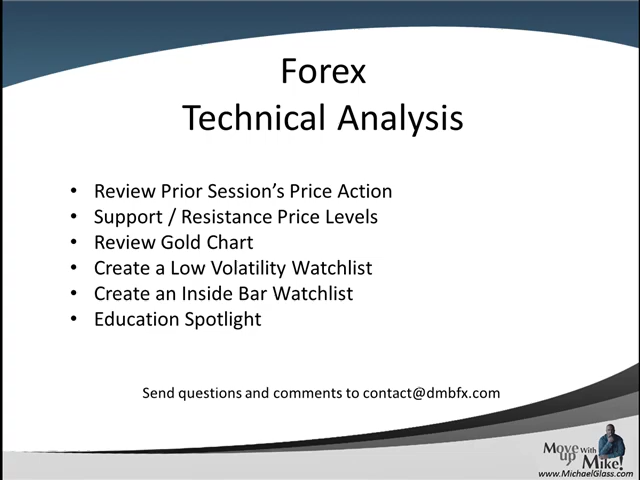 Forex
Technical Analysis
• Review Prior Session's Price Action
• Support / Resistance Price Levels
• Review Gold Chart
• Create a Low Volatility Watchlist
• Create an Inside Bar Watchlist
• Education Spotlight
Send questions and comments to contact@dmbfx.com
Move up With Mike!
www.MichaelGlass.com